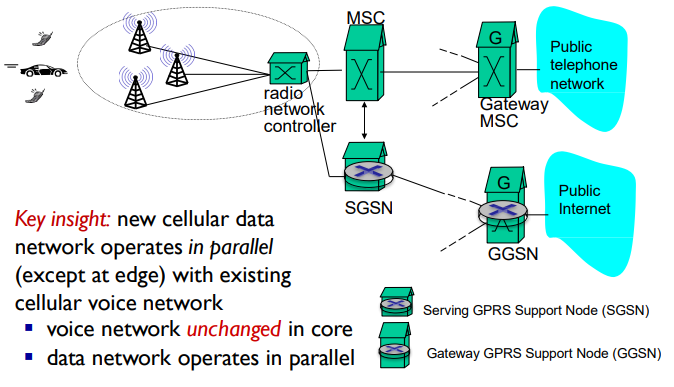 MSC
G
Public
telephone
network
radio
network
controller
Gateway
MSC
SGSN
G
Public
Internet
GGSN
Key insight: new cellular data
network operates in parallel
(except at edge) with existing
cellular voice network
▪ voice network unchanged in core
▪ data network operates in parallel
Serving GPRS Support Node (SGSN)
Gateway GPRS Support Node (GGSN)